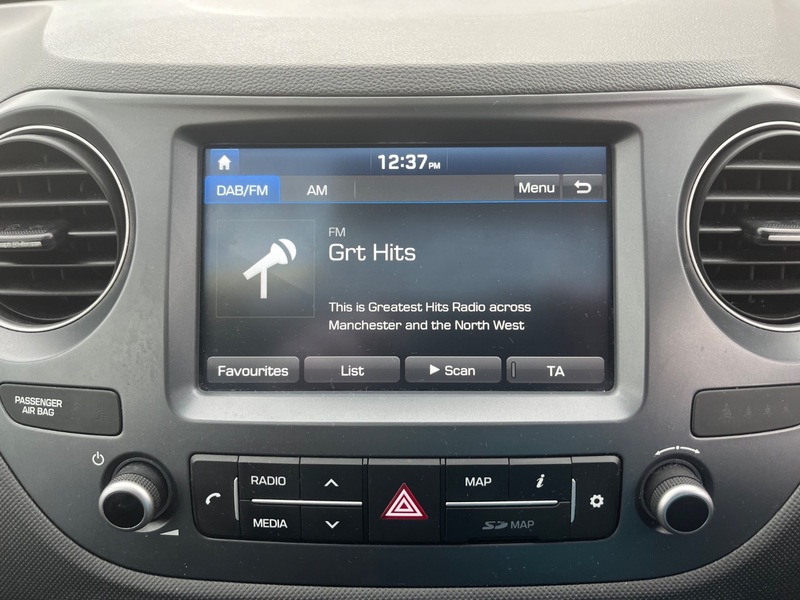 12:37PM
DAB/FM AM Menu
FM
Grt Hits
This is Greatest Hits Radio across
Manchester and the North West
Favourites List Scan TA
PASSENGER
AIR BAG
RADIO MAP i
MEDIA SD MAP